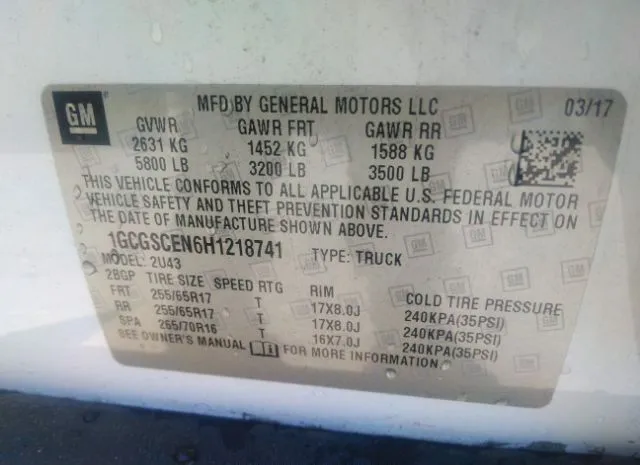 GM
MFD BY GENERAL MOTORS LLC 03/17
GVWR GAWR FRT GAWR RR
2631 KG 1452 KG 1588 KG
5800 LB 3200 LB 3500 LB
THIS VEHICLE CONFORMS TO ALL APPLICABLE U.S. FEDERAL MOTOR
VEHICLE SAFETY AND THEFT PREVENTION STANDARDS IN EFFECT ON
THE DATE OF MANUFACTURE SHOWN ABOVE.
1GCGSCEN6H1218741 TYPE: TRUCK
MODEL: 2U43
2BGP TIRE SIZE SPEED RTG RIM COLD TIRE PRESSURE
FRT 255/65R17 T 17X8.0J 240KPA(35PSI)
RR 255/65R17 T 17X8.0J 240KPA(35PSI)
SPA 265/70R16 T 16X7.0J 240KPA(35PSI)
SEE OWNER'S MANUAL FOR MORE INFORMATION